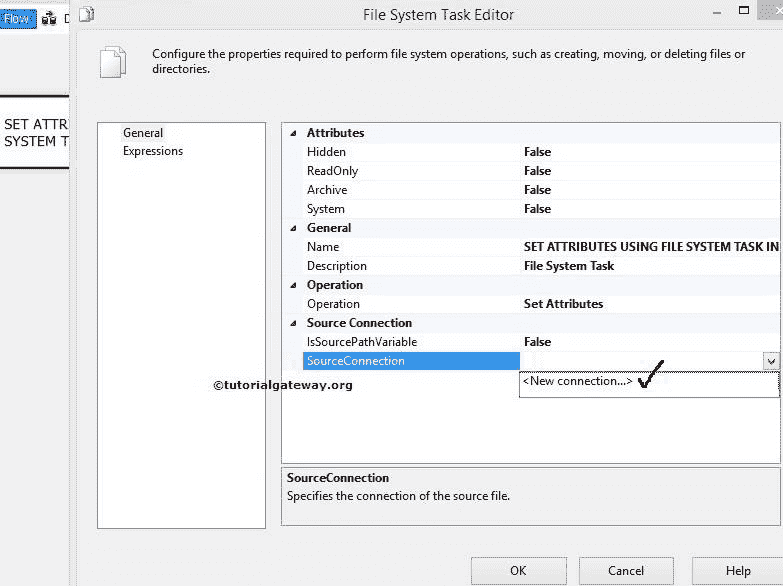 Flow
File System Task Editor
Configure the properties required to perform file system operations, such as creating, moving, or deleting files or
directories.
SET ATTR
SYSTEM T
General
Expressions
Attributes
Hidden False
ReadOnly False
Archive False
System False
General
Name SET ATTRIBUTES USING FILE SYSTEM TASK IN
Description File System Task
Operation
Operation Set Attributes
Source Connection
IsSourcePathVariable False
SourceConnection
<New connection...>
©tutorialgateway.org
SourceConnection
Specifies the connection of the source file.
OK Cancel Help